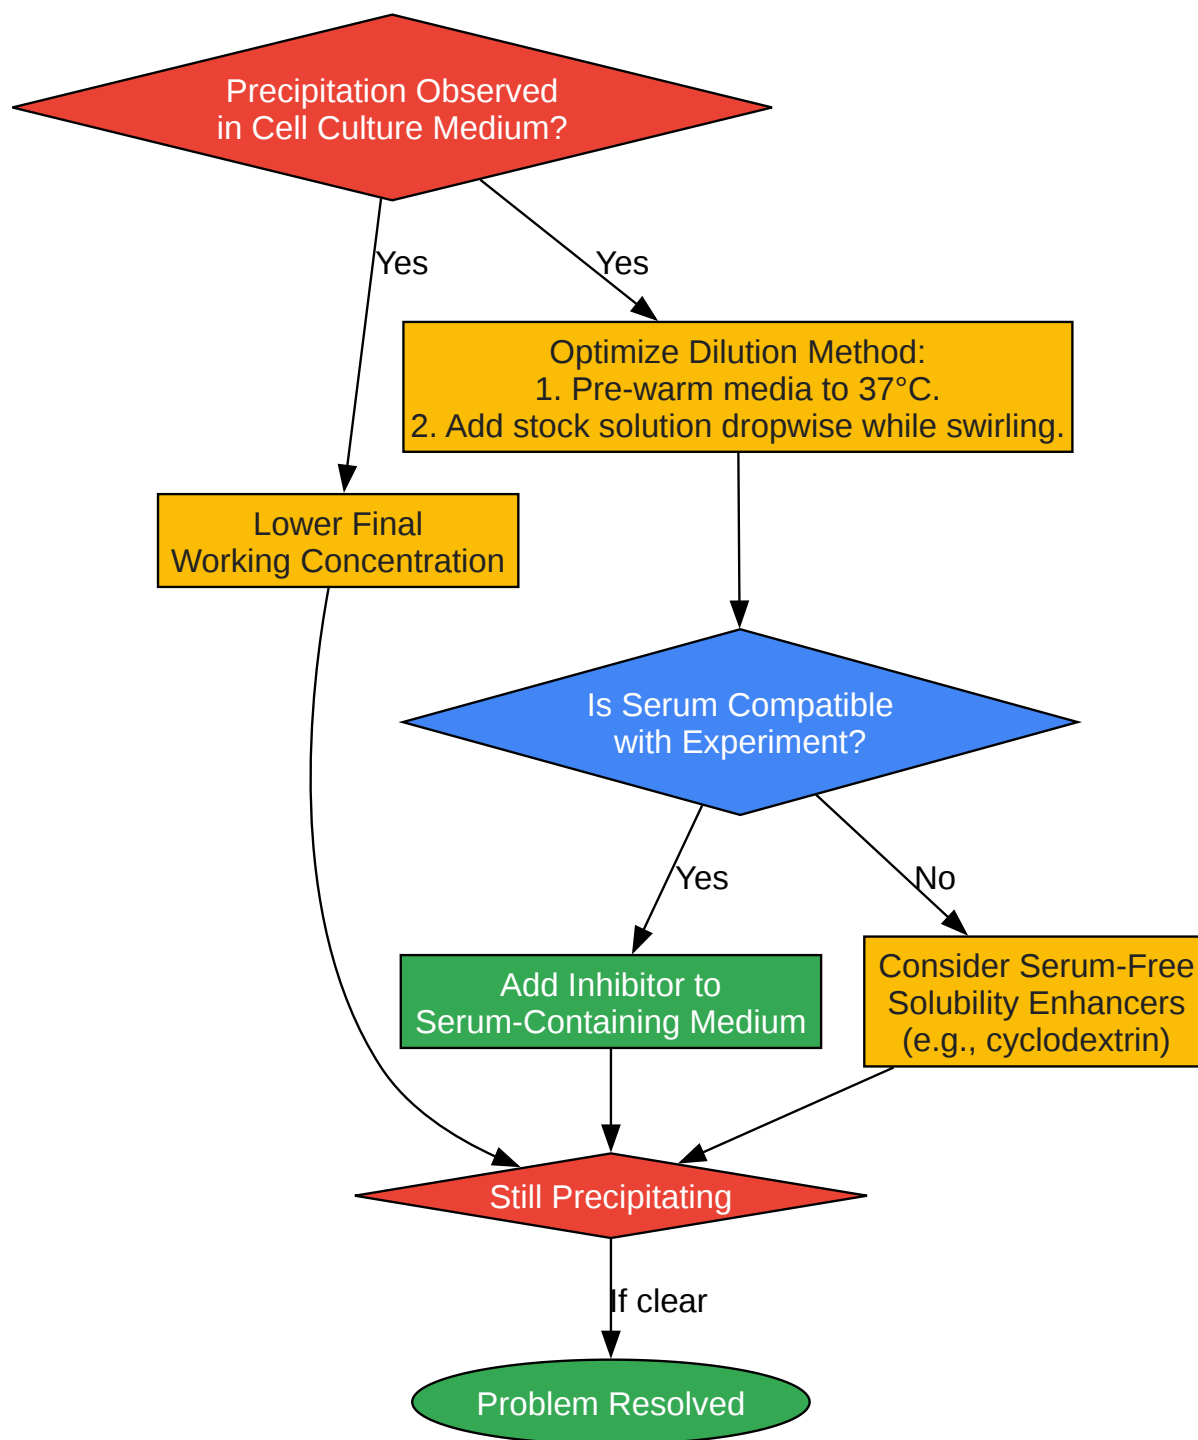 Precipitation Observed
in Cell Culture Medium?
Yes
Yes
Optimize Dilution Method:
1. Pre-warm media to 37°C.
2. Add stock solution dropwise while swirling.
Lower Final
Working Concentration
Is Serum Compatible
with Experiment?
Yes
No
Add Inhibitor to
Serum-Containing Medium
Consider Serum-Free
Solubility Enhancers
(e.g., cyclodextrin)
Still Precipitating
If clear
Problem Resolved